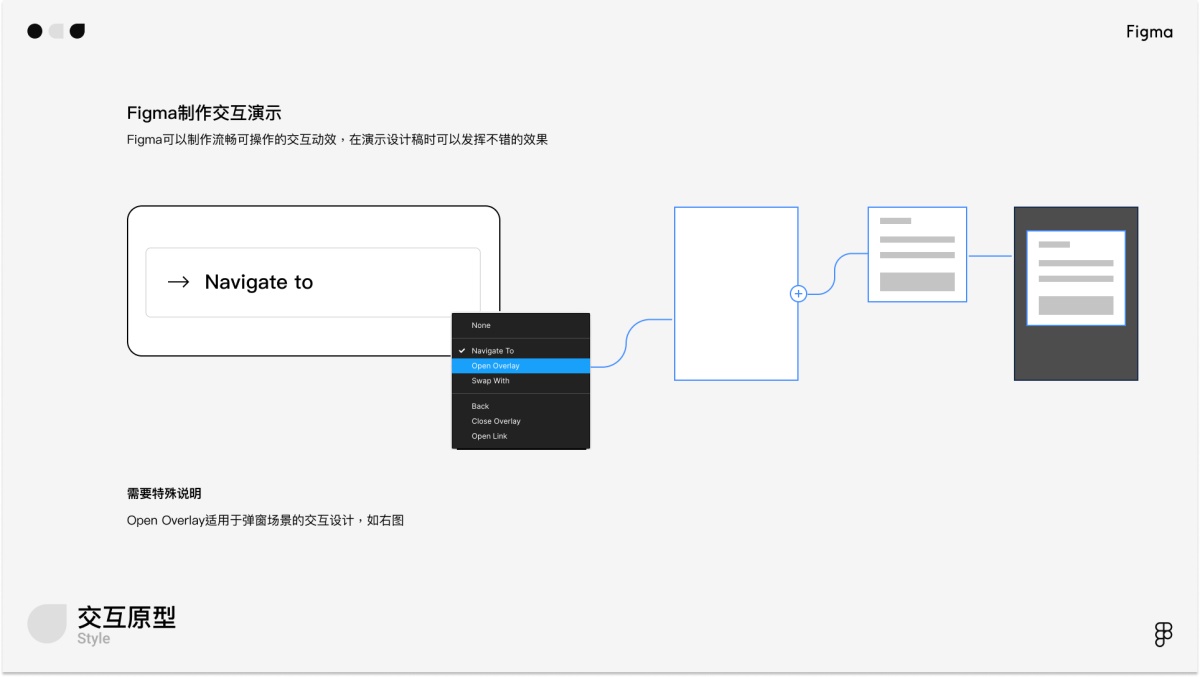 Figma
Figma制作交互演示
Figma可以制作流畅可操作的交互动效，在演示设计稿时可以发挥不错的效果
Navigate to
None
Navigate To
Open Overlay
Swap With
Back
Close Overlay
Open Link
需要特殊说明
Open Overlay适用于弹窗场景的交互设计，如右图
交互原型
Style